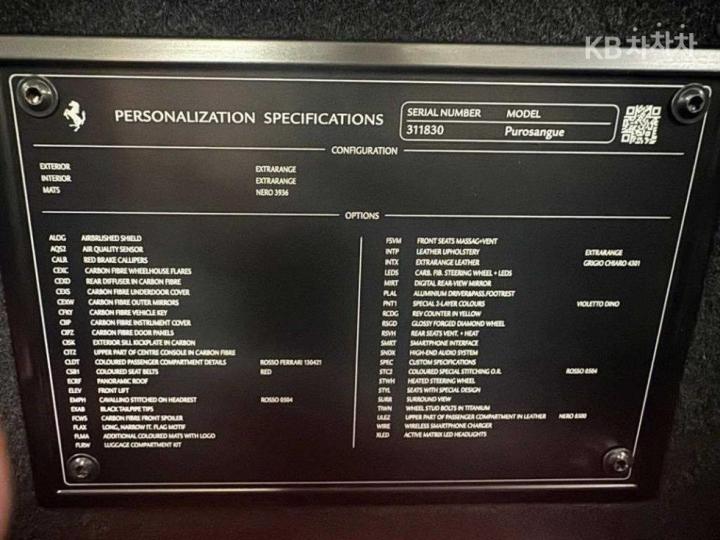 KB차차차
PERSONALIZATION SPECIFICATIONS
SERIAL NUMBER MODEL
311830 Purosangue
CONFIGURATION
EXTERIOR EXTRARANGE
INTERIOR EXTRARANGE
MATS NERO 3936
OPTIONS
ALOG AIRBRUSHED SHIELD
AQS2 AIR QUALITY SENSOR
CALR RED BRAKE CALLIPERS
CEXC CARBON FIBRE WHEELHOUSE FLARES
CEXD REAR DIFFUSER IN CARBON FIBRE
CEXS CARBON FIBRE UNDERDOOR COVER
CEXW CARBON FIBRE OUTER MIRRORS
CFKY CARBON FIBRE VEHICLE KEY
CIIP CARBON FIBRE INSTRUMENT COVER
CIPZ CARBON FIBRE DOOR PANELS
CISK EXTERIOR SILL KICKPLATE IN CARBON
CITZ UPPER PART OF CENTRE CONSOLE IN CARBON FIBRE
CLDT COLOURED PASSENGER COMPARTMENT DETAILS ROSSO FERRARI 130421
CSB1 COLOURED SEAT BELTS RED
ECRF PANORAMIC ROOF
ELEV FRONT LIFT
EMPH CAVALLINO STITCHED ON HEADREST ROSSO 0504
EXAB BLACK TAILPIPE TIPS
FCWS CARBON FIBRE FRONT SPOILER
FLAX LONG, NARROW IT. FLAG MOTIF
FLMA ADDITIONAL COLOURED MATS WITH LOGO
FLRW LUGGAGE COMPARTMENT KIT
FSVM FRONT SEATS MASSAG+VENT
INTP LEATHER UPHOLSTERY EXTRARANGE
INTX EXTRARANGE LEATHER GRIGIO CHIARO 4301
LEDS CARB. FIB. STEERING WHEEL + LEDS
MIRT DIGITAL REAR-VIEW MIRROR
PLAL ALUMINIUM DRIVER&PASS.FOOTREST
PNT1 SPECIAL 3-LAYER COLOURS VIOLETTO DINO
RCDG REV COUNTER IN YELLOW
RSGD GLOSSY FORGED DIAMOND WHEEL
RSVH REAR SEATS VENT. + HEAT
SMRT SMARTPHONE INTERFACE
SNDX HIGH-END AUDIO SYSTEM
SPEC CUSTOM SPECIFICATIONS
STC2 COLOURED SPECIAL STITCHING O.R. ROSSO 0504
STWH HEATED STEERING WHEEL
STYL SEATS WITH SPECIAL DESIGN
SURR SURROUND VIEW
TIWN WHEEL STUD BOLTS IN TITANIUM
ULEZ UPPER PART OF PASSENGER COMPARTMENT IN LEATHER NERO 8500
WIRE WIRELESS SMARTPHONE CHARGER
XLED ACTIVE MATRIX LED HEADLIGHTS